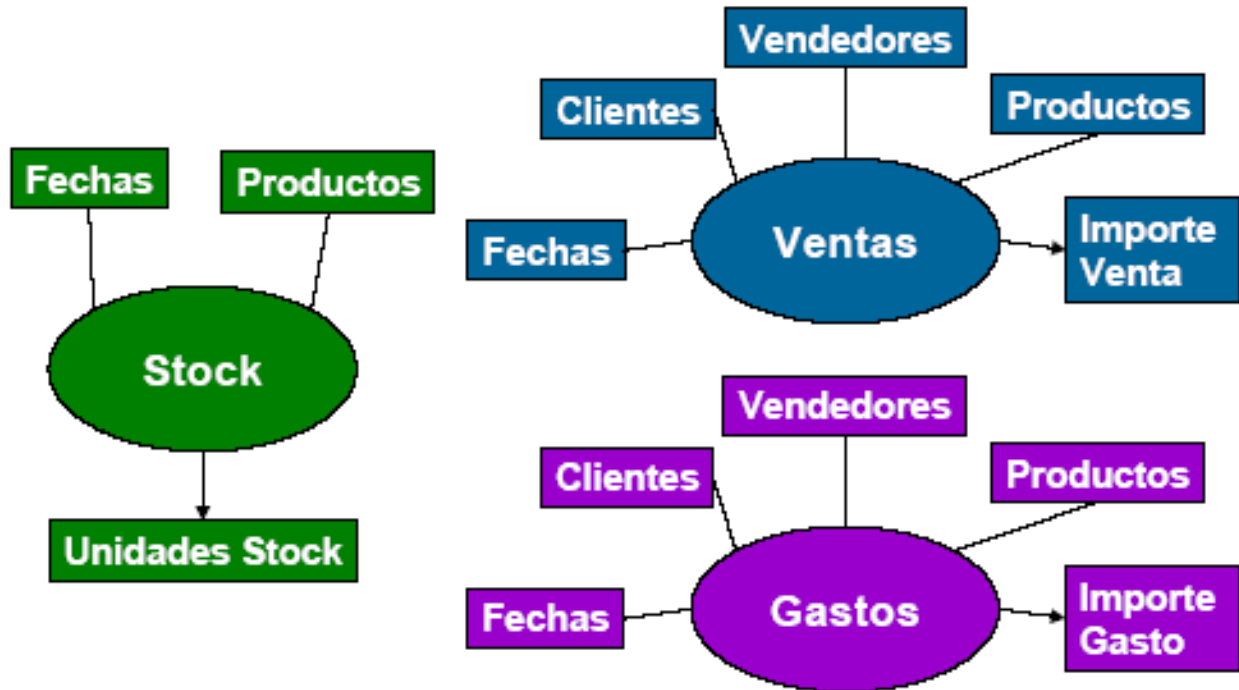 Fechas
Productos
Stock
Unidades Stock
Vendedores
Clientes
Productos
Fechas
Ventas
Importe
Venta
Vendedores
Clientes
Productos
Fechas
Gastos
Importe
Gasto